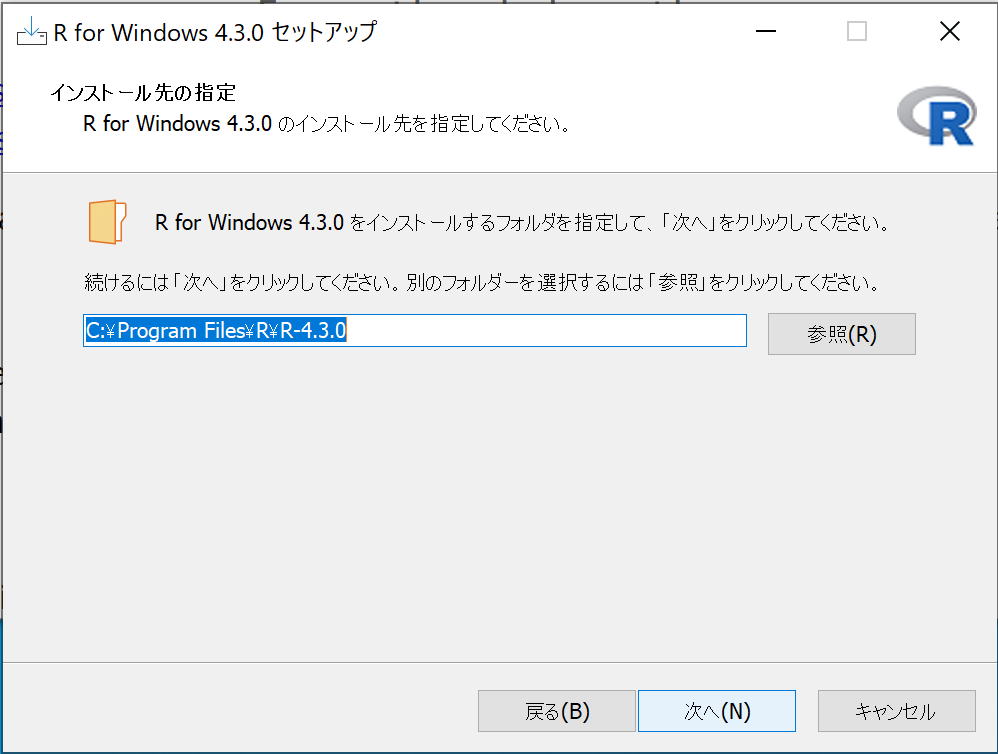 R for Windows 4.3.0 セットアップ
インストール先の指定
R for Windows 4.3.0 のインストール先を指定してください。
R
R for Windows 4.3.0 をインストールするフォルダを指定して、「次へ」をクリックしてください。
続けるには「次へ」をクリックしてください。別のフォルダーを選択するには「参照」をクリックしてください。
C:¥Program Files¥R¥R-4.3.0
参照(R)
戻る(B)
次へ(N)
キャンセル